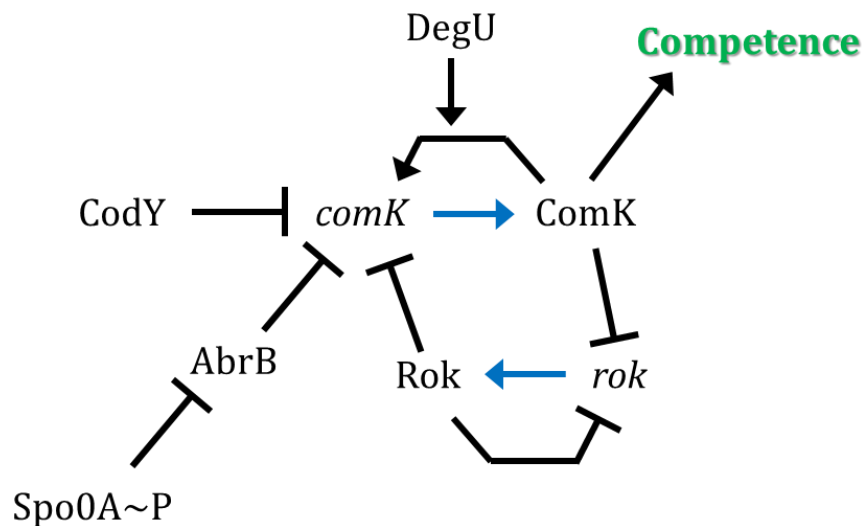 DegU
Competence
CodY
comK
ComK
AbrB
Rok
rok
Spo0A~P